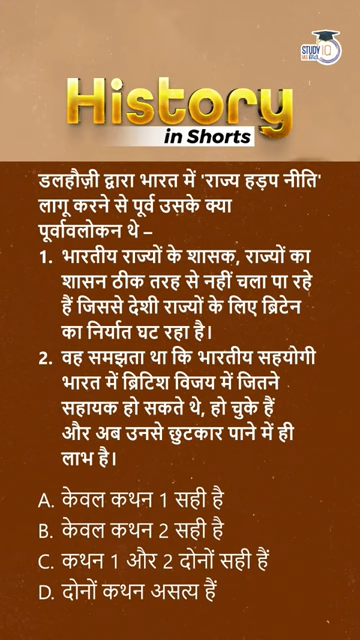 STUDY IQ
History
in Shorts
डलहौज़ी द्वारा भारत में 'राज्य हड़प नीति'
लागू करने से पूर्व उसके क्या
पूर्वावलोकन थे –
1. भारतीय राज्यों के शासक, राज्यों का
शासन ठीक तरह से नहीं चला पा रहे
हैं जिससे देशी राज्यों के लिए ब्रिटेन
का निर्यात घट रहा है।
2. वह समझता था कि भारतीय सहयोगी
भारत में ब्रिटिश विजय में जितने
सहायक हो सकते थे, हो चुके हैं
और अब उनसे छुटकार पाने में ही
लाभ है।
A. केवल कथन 1 सही है
B. केवल कथन 2 सही है
C. कथन 1 और 2 दोनों सही हैं
D. दोनों कथन असत्य हैं